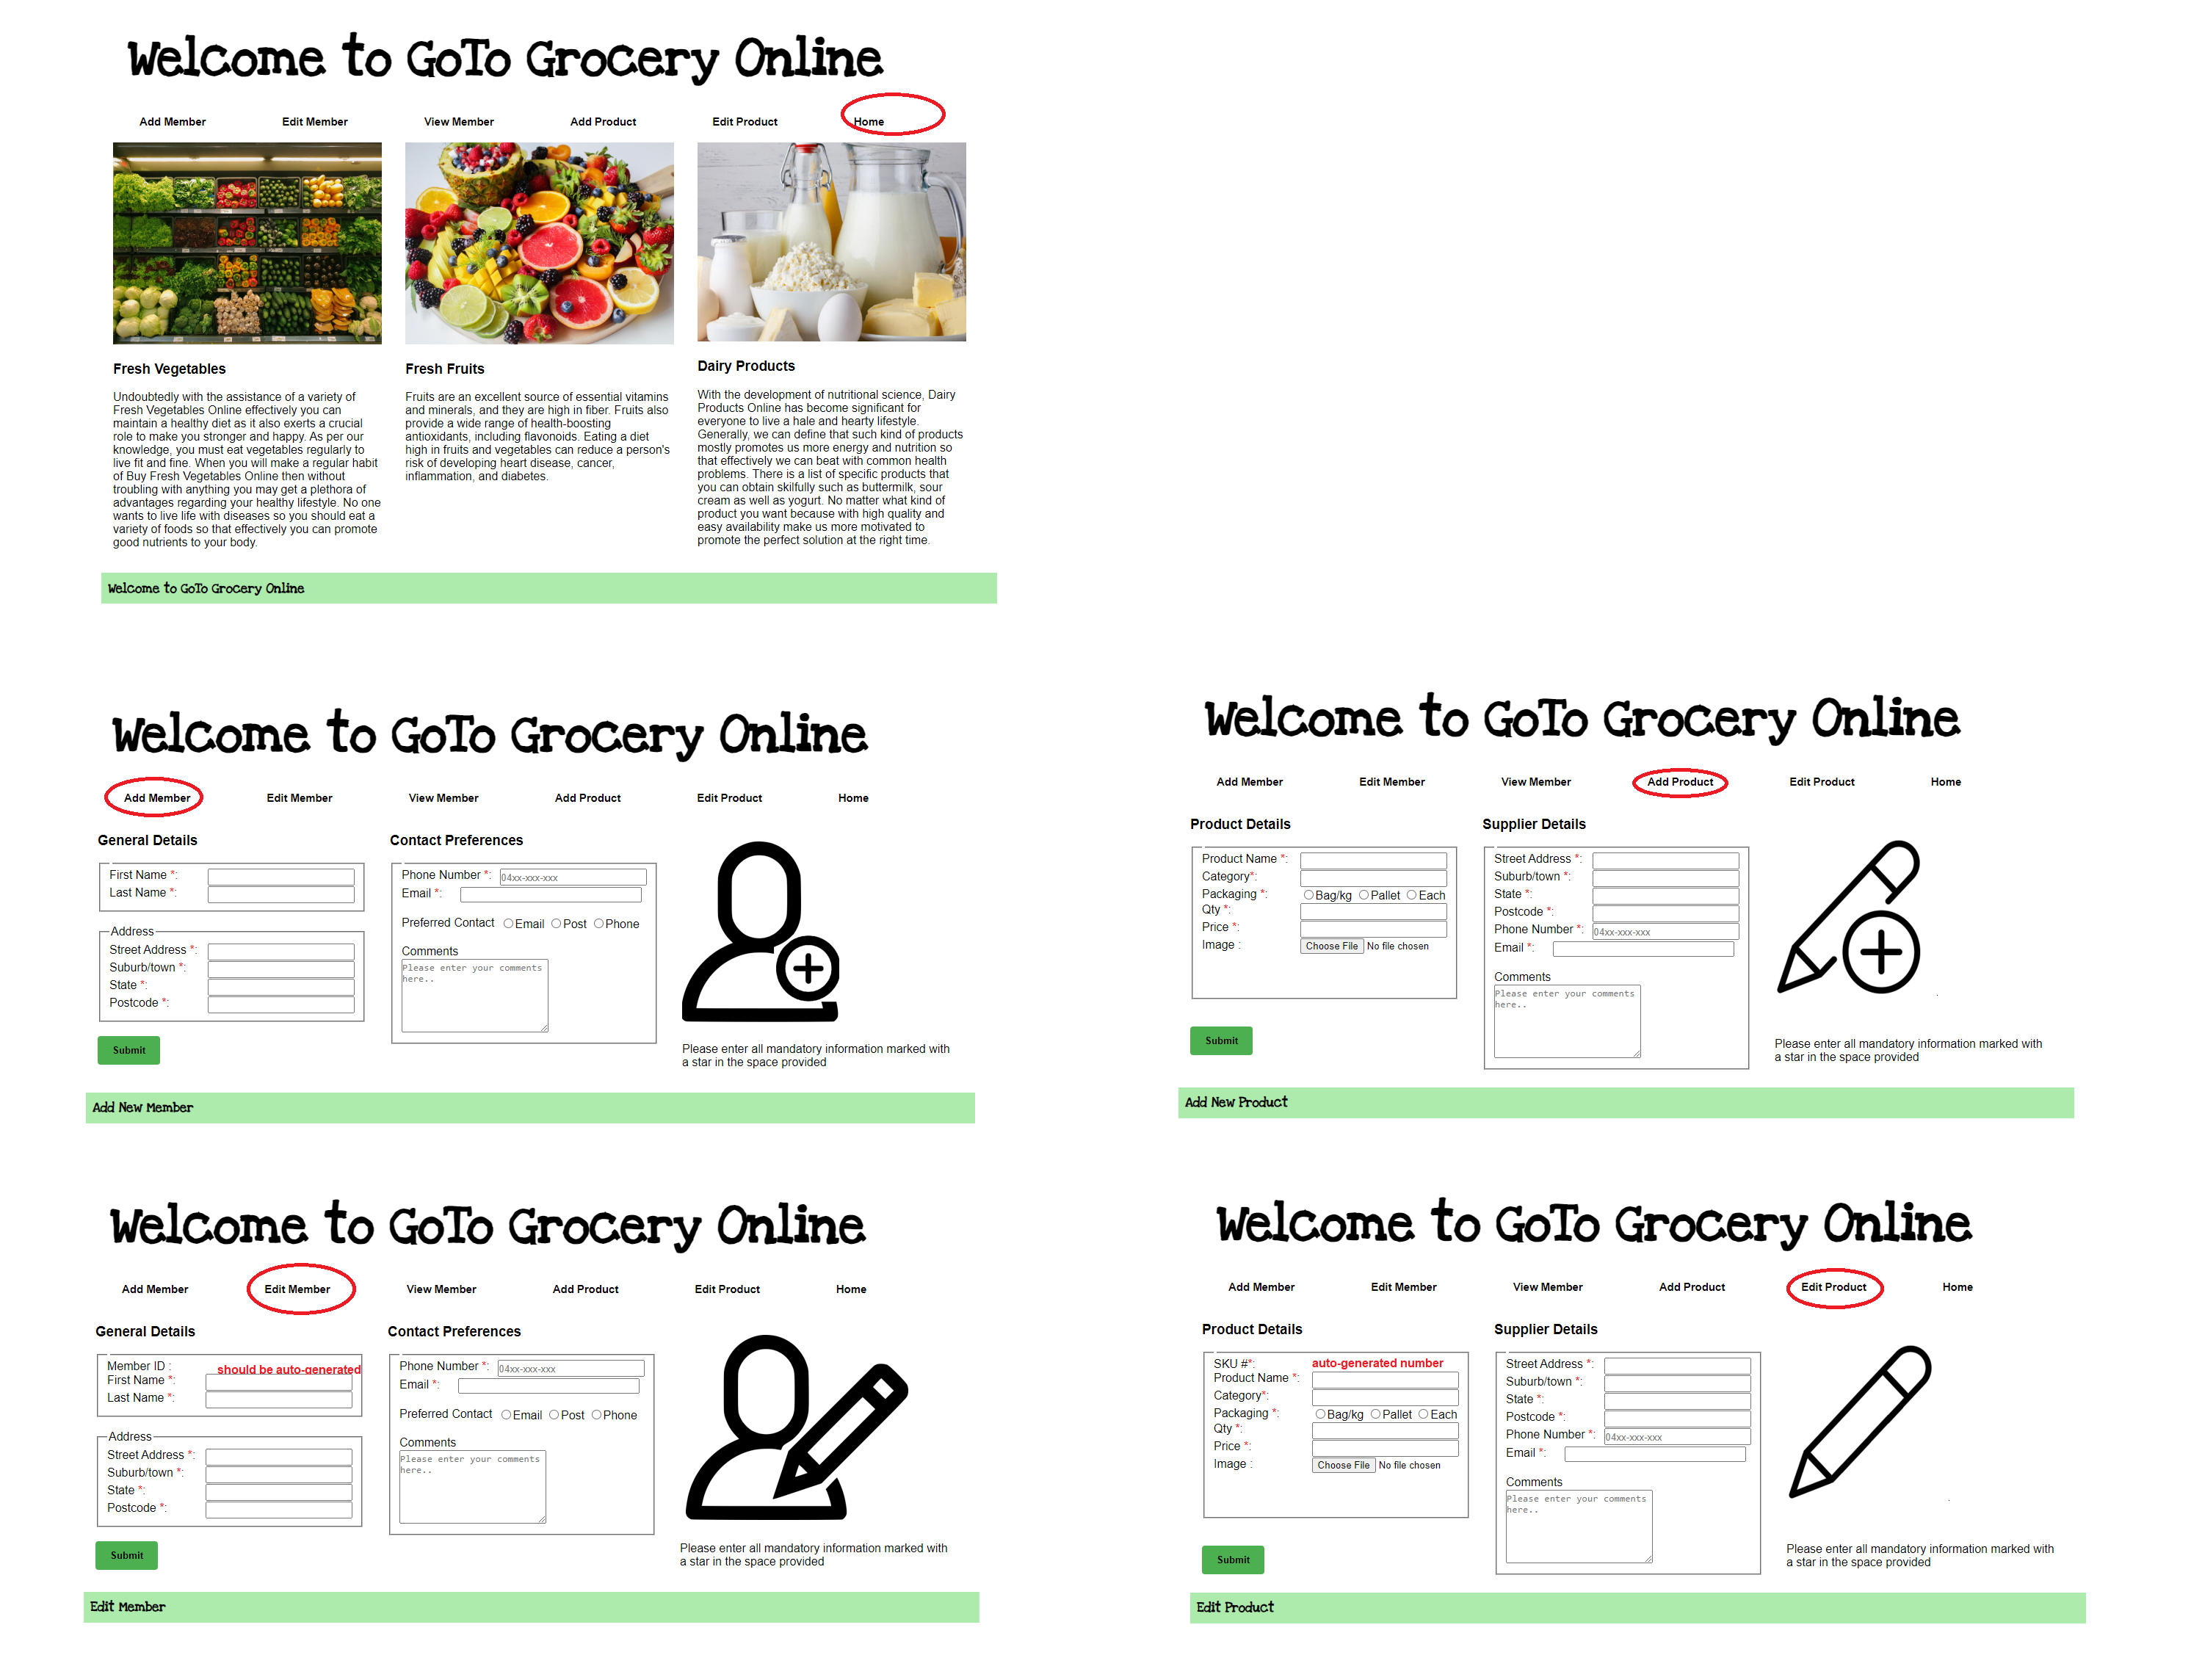 Welcome to GoTo Grocery Online
Add Member Edit Member View Member Add Product Edit Product Home
Fresh Vegetables
Undoubtedly with the assistance of a variety of
Fresh Vegetables Online effectively you can
maintain a healthy diet as it also exerts a crucial
role to make you stronger and happy. As per our
knowledge, you must eat vegetables regularly to
live fit and fine. When you will make a regular habit
of Buy Fresh Vegetables Online then without
troubling with anything you may get a plethora of
advantages regarding your healthy lifestyle. No one
wants to live life with diseases so you should eat a
variety of foods so that effectively you can promote
good nutrients to your body.
Fresh Fruits
Fruits are an excellent source of essential vitamins
and minerals, and they are high in fiber. Fruits also
provide a wide range of health-boosting
antioxidants, including flavonoids. Eating a diet
high in fruits and vegetables can reduce a person's
risk of developing heart disease, cancer,
inflammation, and diabetes.
Dairy Products
With the development of nutritional science, Dairy
Products Online has become significant for
everyone to live a hale and hearty lifestyle.
Generally, we can define that such kind of products
mostly promotes us more energy and nutrition so
that effectively we can beat with common health
problems. There is a list of specific products that
you can obtain skilfully such as buttermilk, sour
cream as well as yogurt. No matter what kind of
product you want because with high quality and
easy availability make us more motivated to
promote the perfect solution at the right time.
Welcome to GoTo Grocery Online
Welcome to GoTo Grocery Online
Add Member Edit Member View Member Add Product Edit Product Home
General Details
First Name *:
Last Name *:
Address
Street Address *:
Suburb/town *:
State *:
Postcode *:
Submit
Contact Preferences
Phone Number *: 04xx-xxx-xxx
Email *:
Preferred Contact Email Post Phone
Comments
Please enter your comments
here..
Please enter all mandatory information marked with
a star in the space provided
Add New Member
Welcome to GoTo Grocery Online
Add Member Edit Member View Member Add Product Edit Product Home
Product Details
Product Name *:
Category*:
Packaging *: Bag/kg Pallet Each
Qty *:
Price *:
Image : Choose File No file chosen
Submit
Supplier Details
Street Address *:
Suburb/town *:
State *:
Postcode *:
Phone Number *: 04xx-xxx-xxx
Email *:
Comments
Please enter your comments
here..
Please enter all mandatory information marked with
a star in the space provided
Add New Product
Welcome to GoTo Grocery Online
Add Member Edit Member View Member Add Product Edit Product Home
General Details
Member ID : should be auto-generated
First Name *:
Last Name *:
Address
Street Address *:
Suburb/town *:
State *:
Postcode *:
Submit
Contact Preferences
Phone Number *: 04xx-xxx-xxx
Email *:
Preferred Contact Email Post Phone
Comments
Please enter your comments
here..
Please enter all mandatory information marked with
a star in the space provided
Edit Member
Welcome to GoTo Grocery Online
Add Member Edit Member View Member Add Product Edit Product Home
Product Details
SKU #*: auto-generated number
Product Name *:
Category*:
Packaging *: Bag/kg Pallet Each
Qty *:
Price *:
Image : Choose File No file chosen
Submit
Supplier Details
Street Address *:
Suburb/town *:
State *:
Postcode *:
Phone Number *: 04xx-xxx-xxx
Email *:
Comments
Please enter your comments
here..
Please enter all mandatory information marked with
a star in the space provided
Edit Product